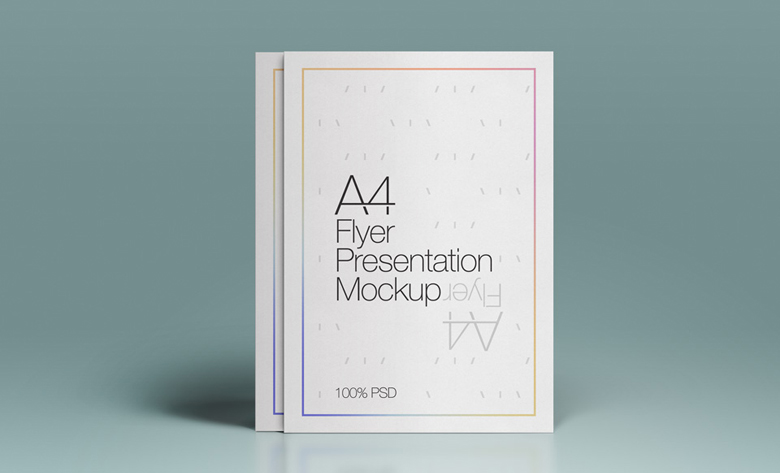 A4
Flyer
Presentation
Mockup
Flyer
A4
100% PSD